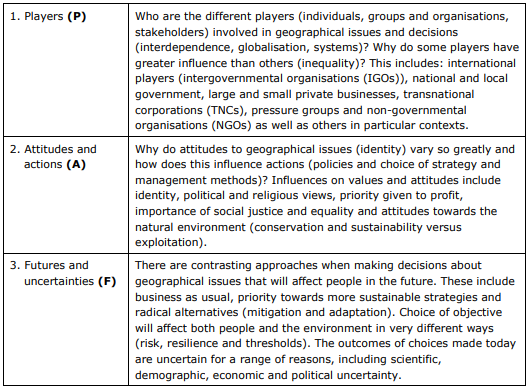 1. Players (P)
Who are the different players (individuals, groups and organisations,
stakeholders) involved in geographical issues and decisions
(interdependence, globalisation, systems)? Why do some players have
greater influence than others (inequality)? This includes: international
players (intergovernmental organisations (IGOs)), national and local
government, large and small private businesses, transnational
corporations (TNCs), pressure groups and non-governmental
organisations (NGOs) as well as others in particular contexts.
2. Attitudes and
actions (A)
Why do attitudes to geographical issues (identity) vary so greatly and
how does this influence actions (policies and choice of strategy and
management methods)? Influences on values and attitudes include
identity, political and religious views, priority given to profit,
importance of social justice and equality and attitudes towards the
natural environment (conservation and sustainability versus
exploitation).
3. Futures and
uncertainties (F)
There are contrasting approaches when making decisions about
geographical issues that will affect people in the future. These include
business as usual, priority towards more sustainable strategies and
radical alternatives (mitigation and adaptation). Choice of objective
will affect both people and the environment in very different ways
(risk, resilience and thresholds). The outcomes of choices made today
are uncertain for a range of reasons, including scientific,
demographic, economic and political uncertainty.